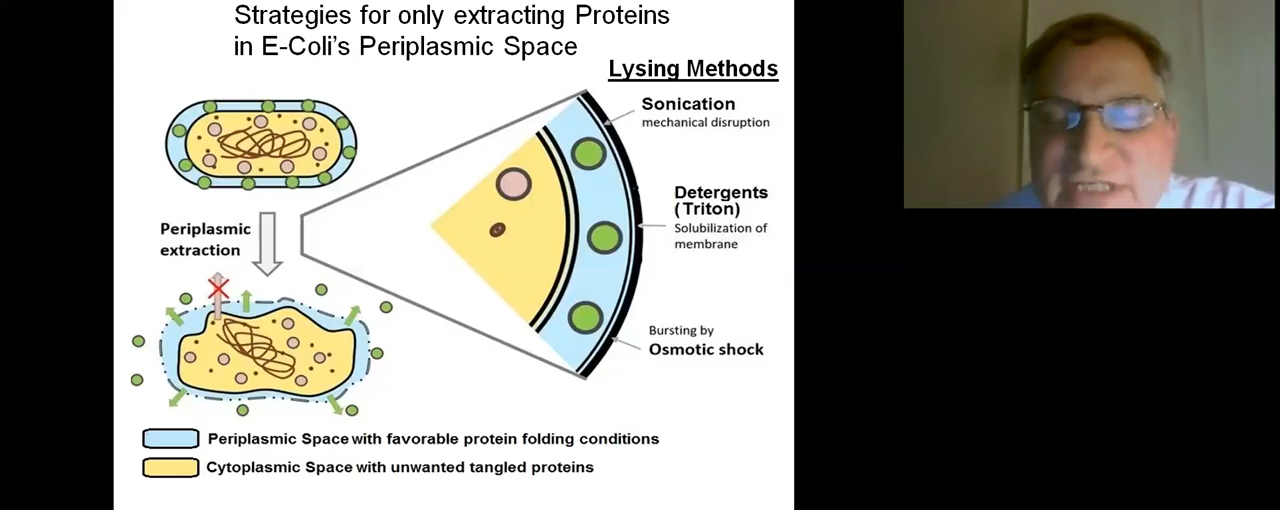 Strategies for only extracting Proteins
in E-Coli's Periplasmic Space
Lysing Methods
Sonication
mechanical disruption
Detergents
(Triton)
Solubilization of
membrane
Periplasmic
extraction
Bursting by
Osmotic shock
Periplasmic Space with favorable protein folding conditions
Cytoplasmic Space with unwanted tangled proteins